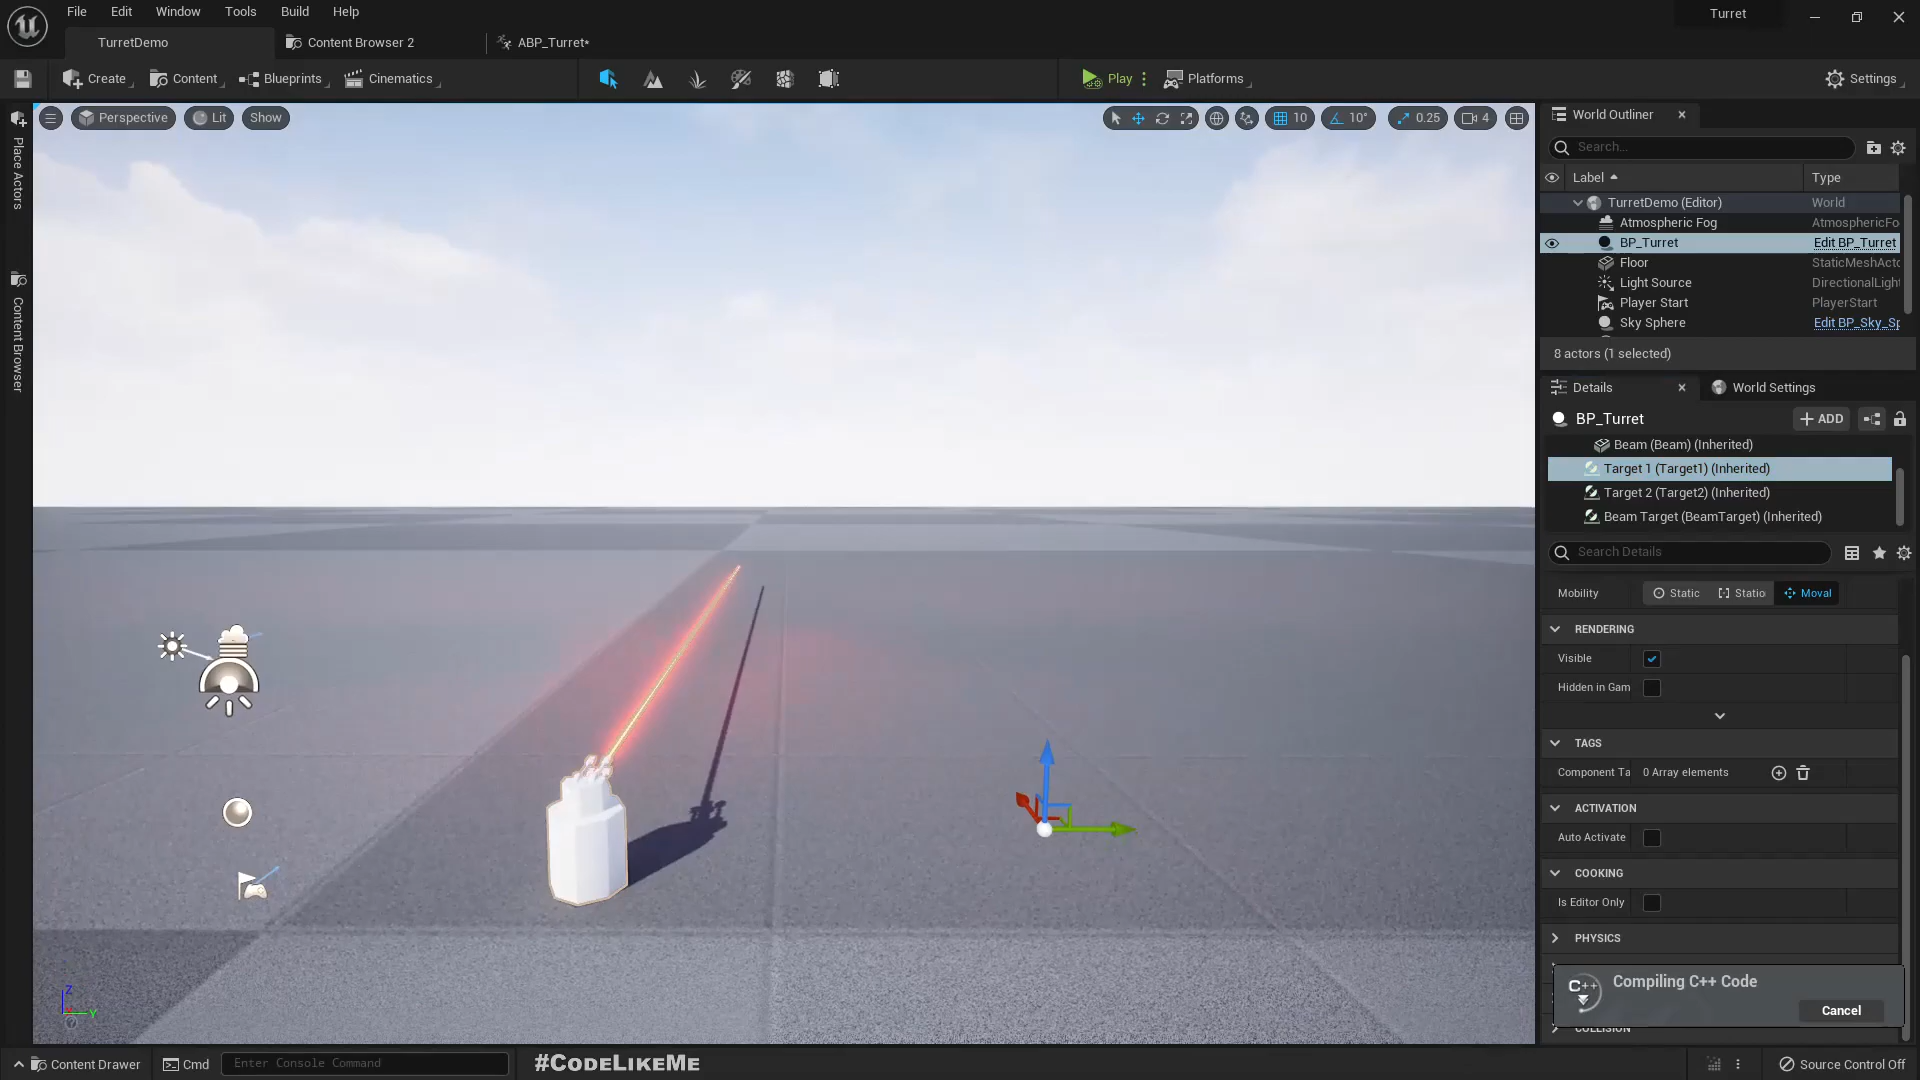 File Edit Window Tools Build Help
Turret
TurretDemo
Content Browser 2
ABP_Turret*
Create
Content
Blueprints
Cinematics
Play
Platforms
Settings
Place Actors
Content Browser
Perspective
Lit
Show
10
10°
0.25
4
World Outliner
Search...
Label
Type
TurretDemo (Editor) World
Atmospheric Fog AtmosphericFo
BP_Turret Edit BP_Turret
Floor StaticMeshActo
Light Source DirectionalLight
Player Start PlayerStart
Sky Sphere Edit BP_Sky_Sp
8 actors (1 selected)
Details
World Settings
BP_Turret
ADD
Beam (Beam) (Inherited)
Target 1 (Target1) (Inherited)
Target 2 (Target2) (Inherited)
Beam Target (BeamTarget) (Inherited)
Search Details
Mobility Static Statio Moval
RENDERING
Visible
Hidden in Gam
TAGS
Component Ta 0 Array elements
ACTIVATION
Auto Activate
COOKING
Is Editor Only
PHYSICS
C++
Compiling C++ Code
Cancel
COLLISION
Z
Y
Content Drawer
Cmd
Enter Console Command
#CodeLikeMe
Source Control Off